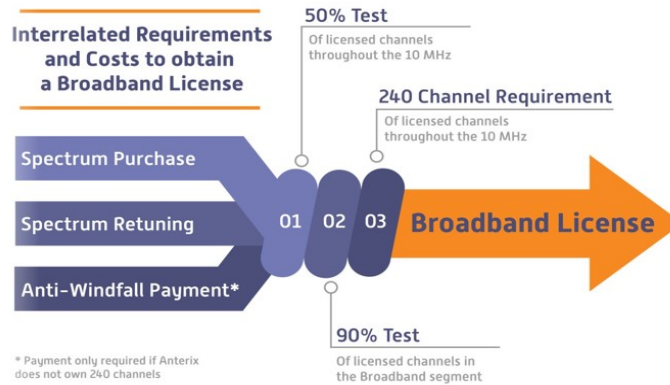 Interrelated Requirements
and Costs to obtain
a Broadband License
50% Test
Of licensed channels
throughout the 10 MHz
240 Channel Requirement
Of licensed channels
throughout the 10 MHz
Spectrum Purchase
Spectrum Retuning
Anti-Windfall Payment*
01
02
03
Broadband License
90% Test
Of licensed channels in
the Broadband segment
* Payment only required if Anterix
does not own 240 channels